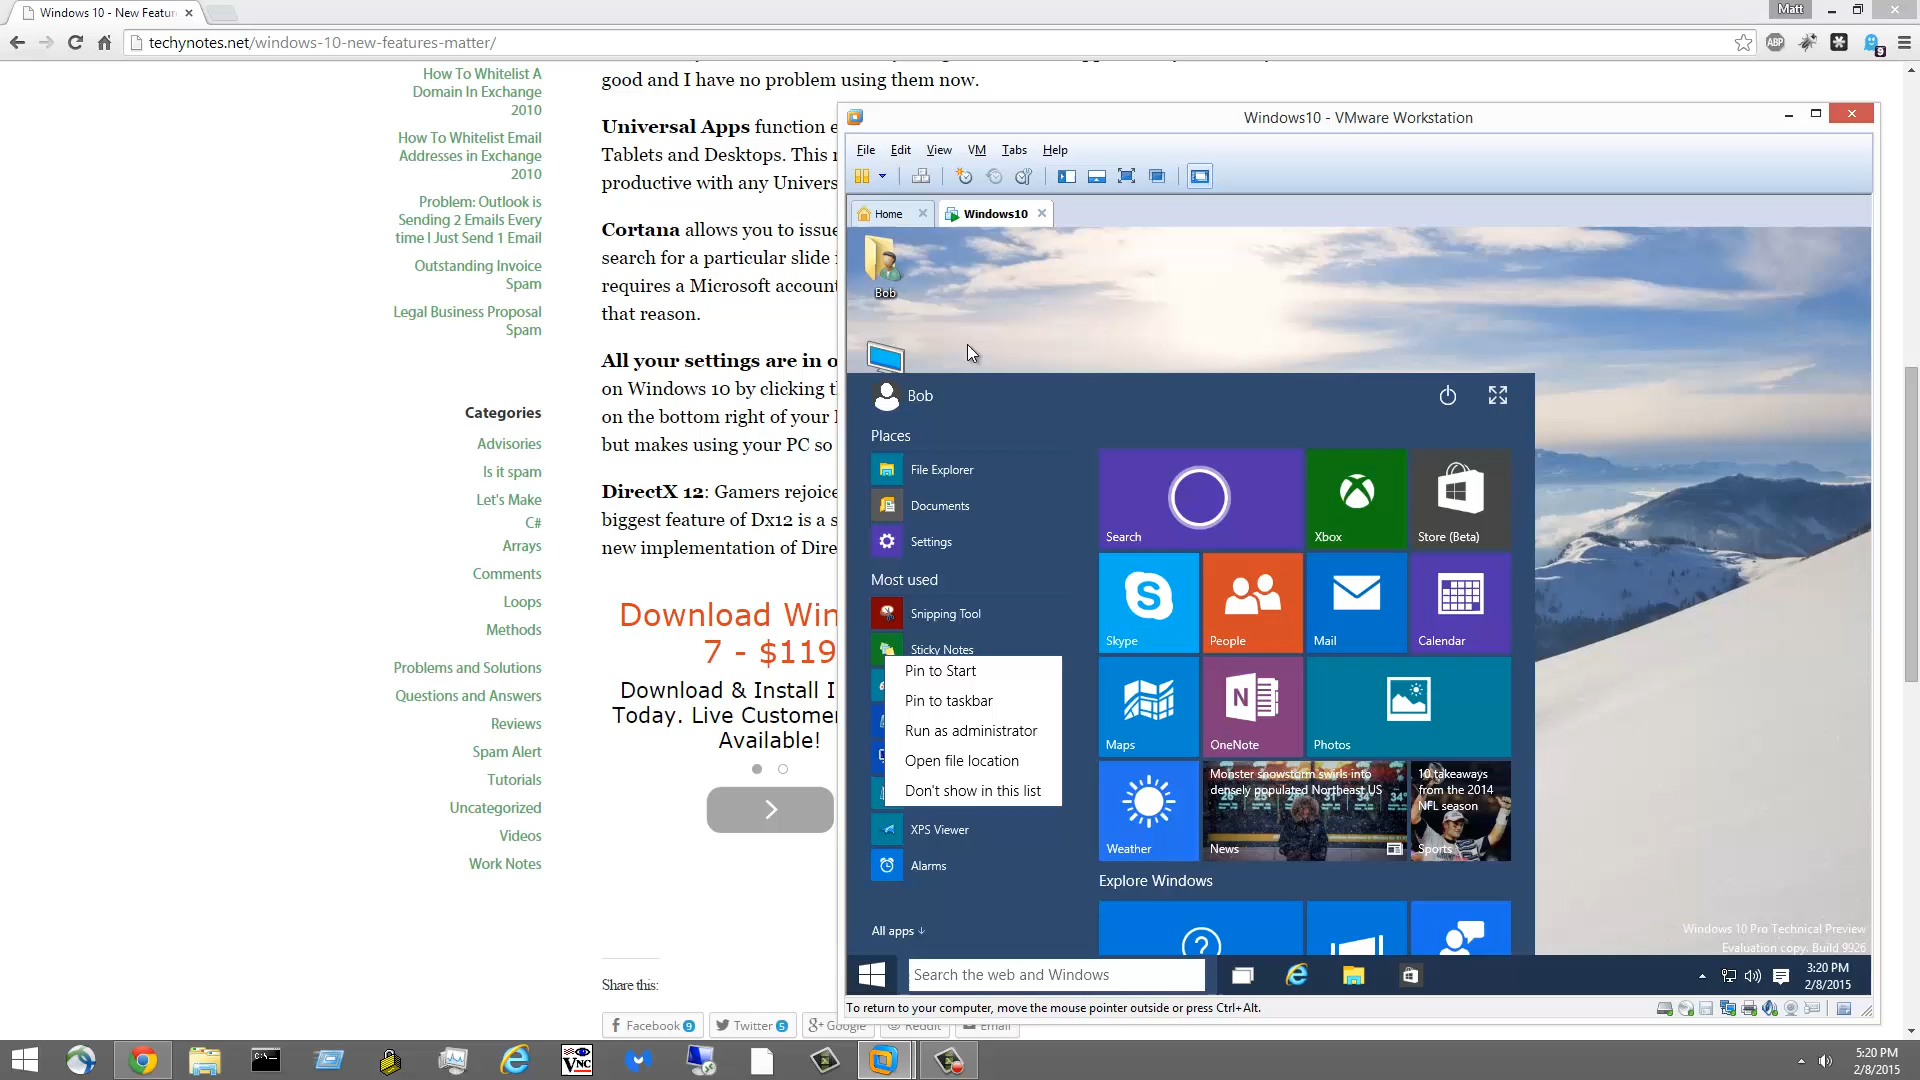 Windows 10 - New Featur
Matt
techynotes.net/windows-10-new-features-matter/
ABP
9
How To Whitelist A
Domain In Exchange
2010
How To Whitelist Email
Addresses in Exchange
2010
Problem: Outlook is
Sending 2 Emails Every
time I Just Send 1 Email
Outstanding Invoice
Spam
Legal Business Proposal
Spam
Categories
Advisories
Is it spam
Let's Make
C#
Arrays
Comments
Loops
Methods
Problems and Solutions
Questions and Answers
Reviews
Spam Alert
Tutorials
Uncategorized
Videos
Work Notes
good and I have no problem using them now.
Universal Apps function e
Tablets and Desktops. This
productive with any Univers
Cortana allows you to issue
search for a particular slide
requires a Microsoft account
that reason.
All your settings are in o
on Windows 10 by clicking t
on the bottom right of your
but makes using your PC so
DirectX 12: Gamers rejoice
biggest feature of Dx12 is a s
new implementation of Dire
Download Win
7 - $119
Download & Install I
Today. Live Customer
Available!
Share this:
Facebook 9
Twitter 5
Google
Reddit
Email
Windows10 - VMware Workstation
File Edit View VM Tabs Help
Home
Windows10
Bob
Bob
Places
File Explorer
Documents
Settings
Most used
Snipping Tool
Sticky Notes
Pin to Start
Pin to taskbar
Run as administrator
Open file location
Don't show in this list
XPS Viewer
Alarms
All apps
Search
Xbox
Store (Beta)
Skype
People
Mail
Calendar
Maps
OneNote
Photos
Weather
Monster snowstorm swirls into
densely populated Northeast US
News
10 takeaways
from the 2014
NFL season
Sports
Explore Windows
Windows 10 Pro Technical Preview
Evaluation copy. Build 9926
Search the web and Windows
3:20 PM
2/8/2015
To return to your computer, move the mouse pointer outside or press Ctrl+Alt.
5:20 PM
2/8/2015